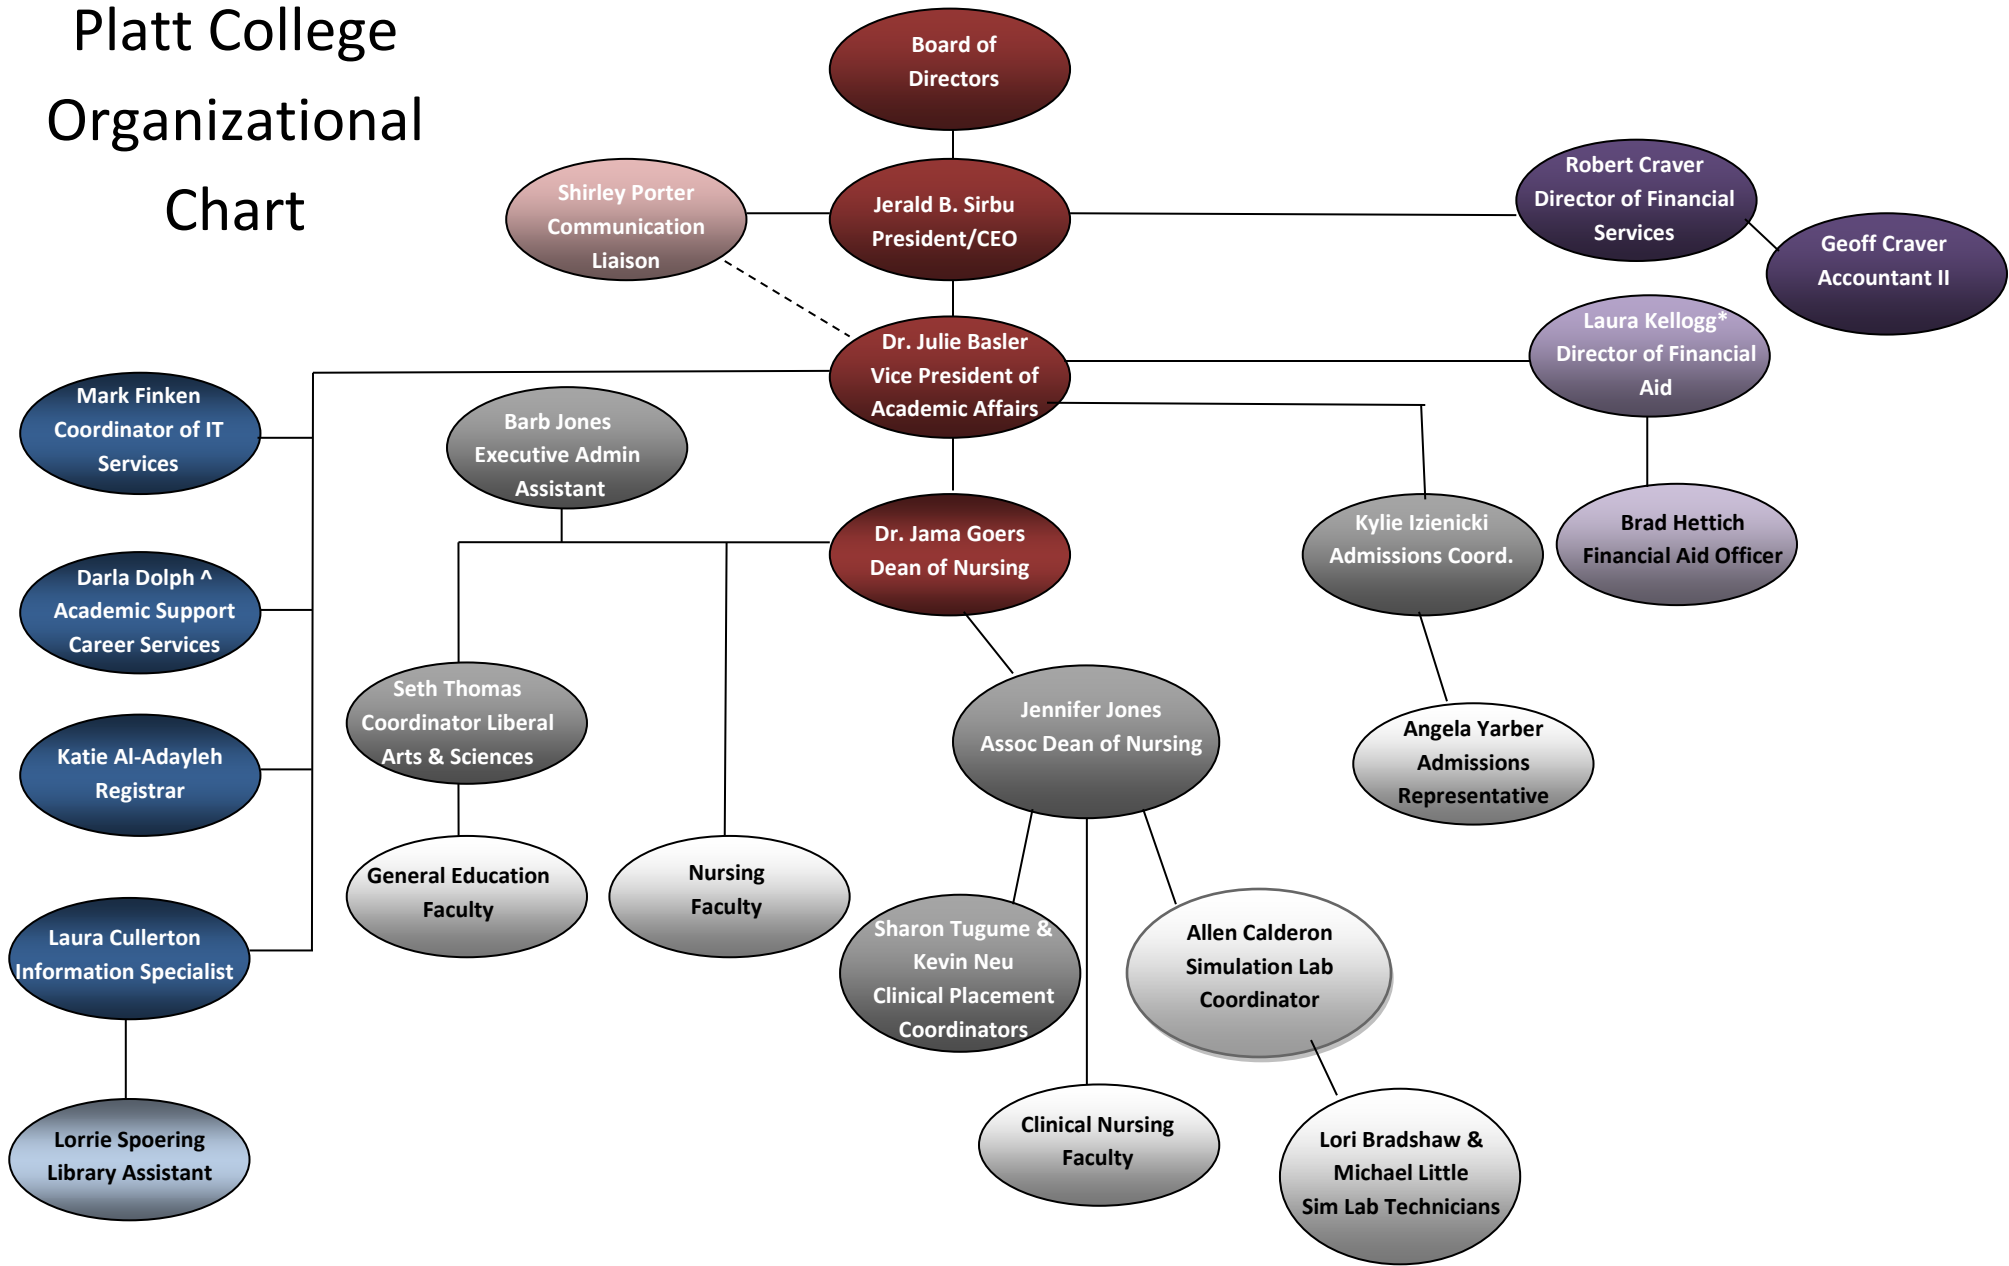 Platt College
Organizational
Chart
Board of
Directors
Shirley Porter
Communication
Liaison
Jerald B. Sirbu
President/CEO
Robert Craver
Director of Financial
Services
Geoff Craver
Accountant II
Dr. Julie Basler
Vice President of
Academic Affairs
Laura Kellogg*
Director of Financial
Aid
Mark Finken
Coordinator of IT
Services
Barb Jones
Executive Admin
Assistant
Dr. Jama Goers
Dean of Nursing
Kylie Izienicki
Admissions Coord.
Brad Hettich
Financial Aid Officer
Darla Dolph ^
Academic Support
Career Services
Seth Thomas
Coordinator Liberal
Arts & Sciences
Jennifer Jones
Assoc Dean of Nursing
Angela Yarber
Admissions
Representative
Katie Al-Adayleh
Registrar
General Education
Faculty
Nursing
Faculty
Laura Cullerton
Information Specialist
Sharon Tugume &
Kevin Neu
Clinical Placement
Coordinators
Allen Calderon
Simulation Lab
Coordinator
Lorrie Spoering
Library Assistant
Clinical Nursing
Faculty
Lori Bradshaw &
Michael Little
Sim Lab Technicians